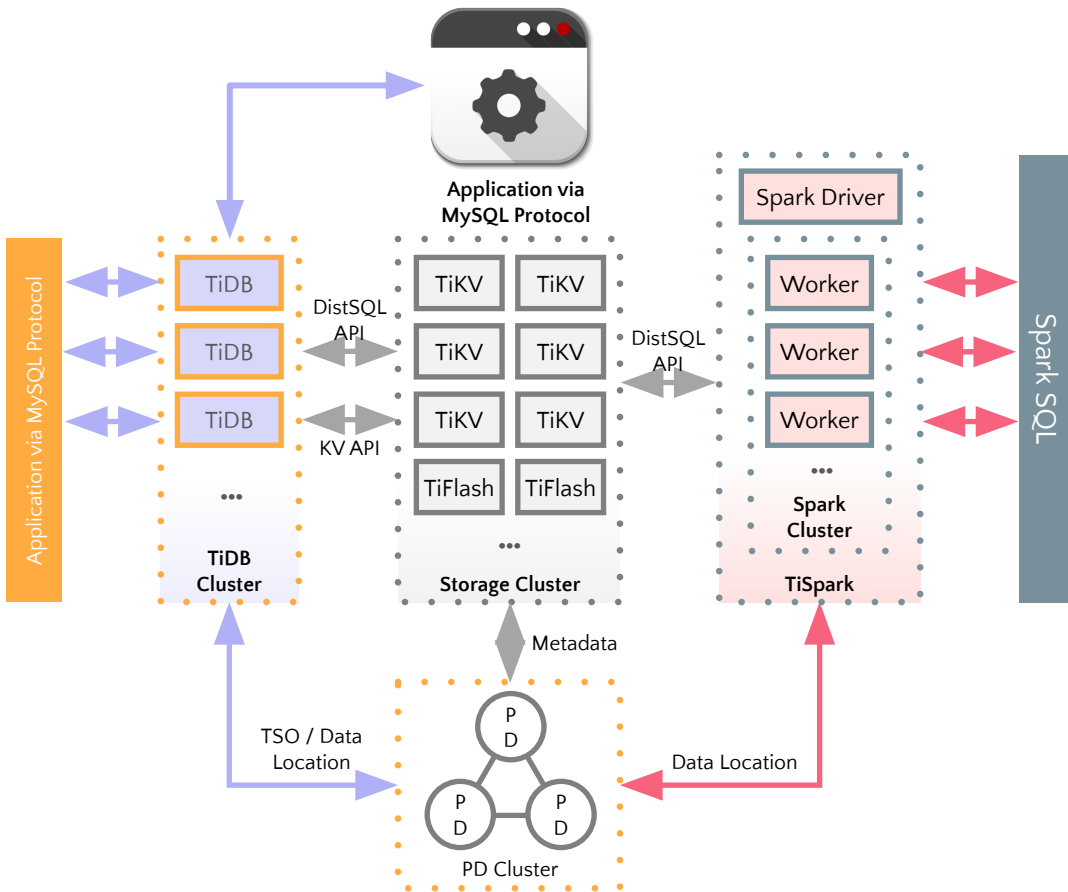 Application via
MySQL Protocol
Application via MySQL Protocol
TiDB
TiDB
TiDB
...
TiDB
Cluster
DistSQL
API
KV API
TiKV
TiKV
TiKV
TiKV
TiKV
TiKV
TiFlash
TiFlash
...
Storage Cluster
DistSQL
API
Spark Driver
Worker
Worker
Worker
...
Spark
Cluster
TiSpark
Spark SQL
Metadata
TSO / Data
Location
Data Location
P
D
P
D
P
D
PD Cluster